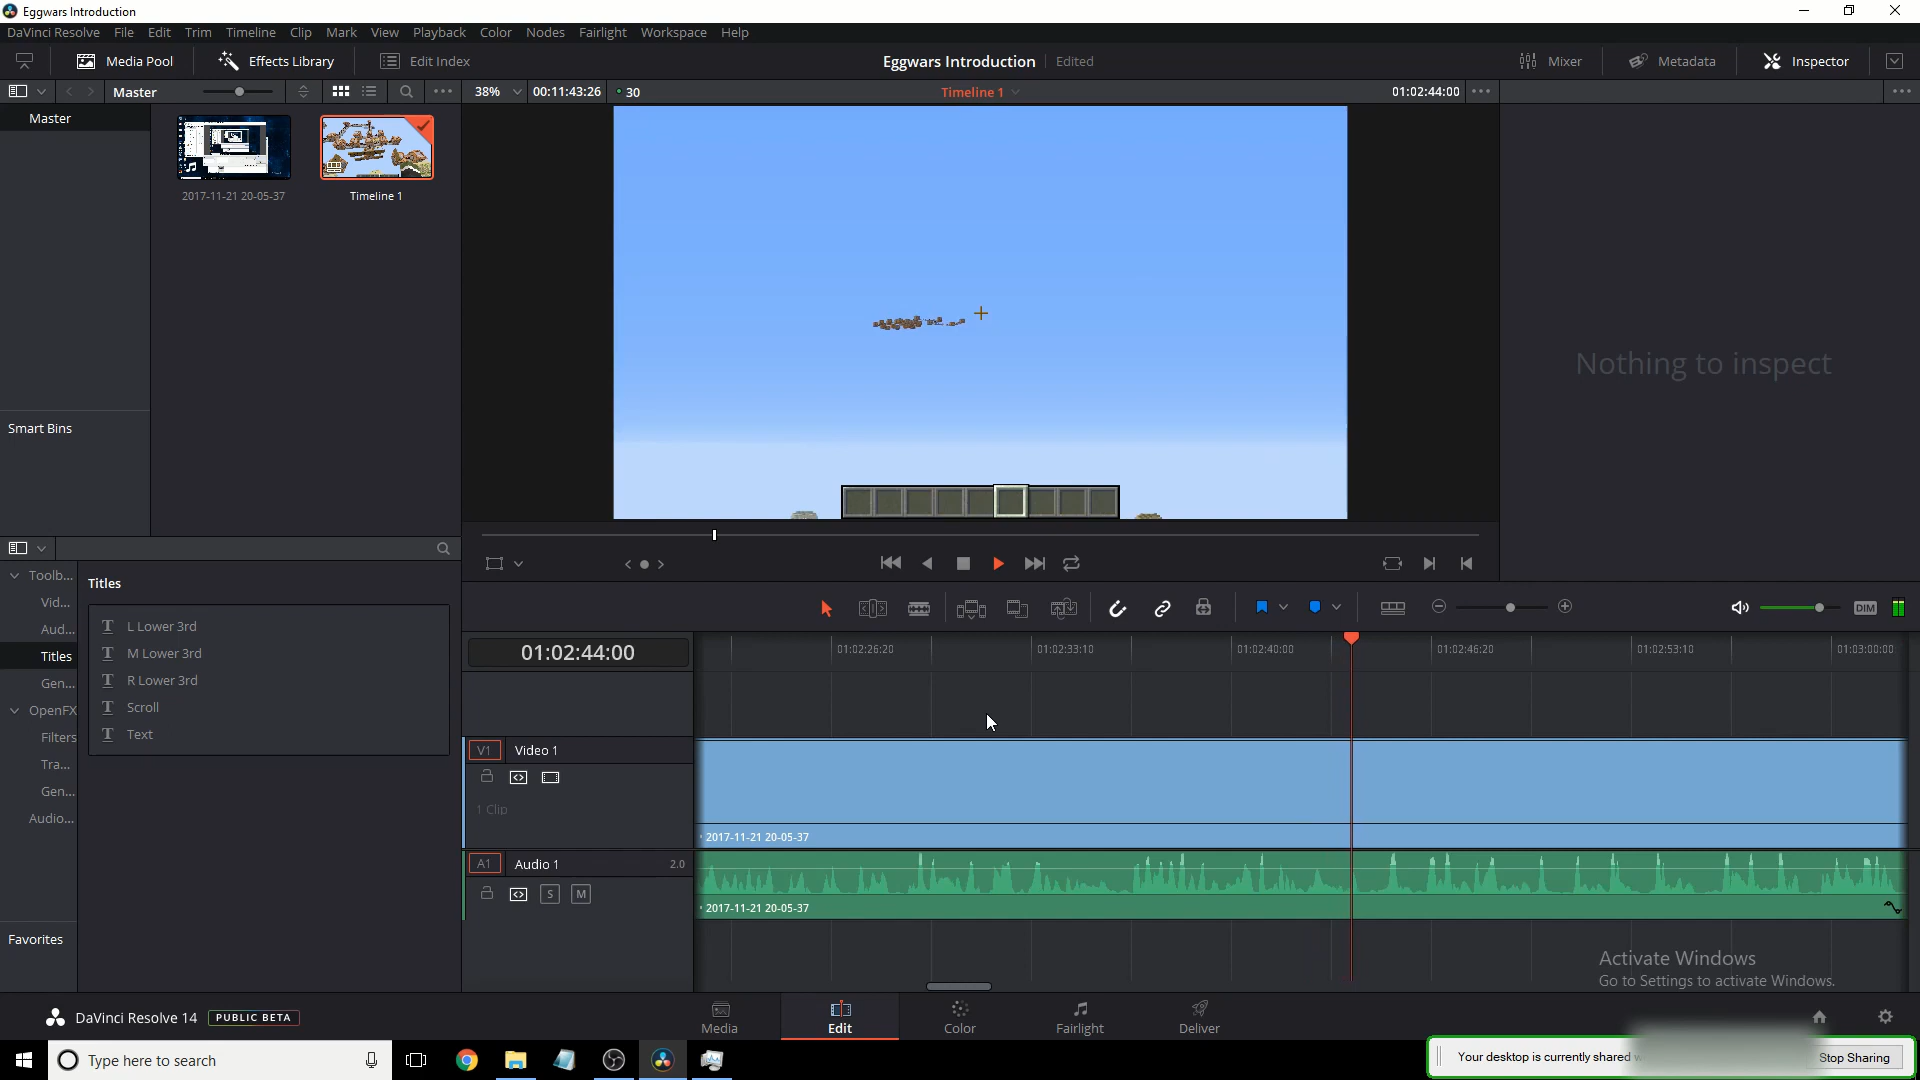 Eggwars Introduction
DaVinci Resolve File Edit Trim Timeline Clip Mark View Playback Color Nodes Fairlight Workspace Help
Media Pool Effects Library Edit Index Eggwars Introduction Edited Mixer Metadata Inspector
Master 38% 00:11:43:26 30 Timeline 1 01:02:44:00
Master
2017-11-21 20-05-37 Timeline 1
Nothing to inspect
Smart Bins
Toolb... Titles
Vid...
Aud... L Lower 3rd
Titles M Lower 3rd
Gen... R Lower 3rd
OpenFX Scroll
Filters Text
Tra...
Gen...
Audio...
Favorites
DIM
01:02:44:00 01:02:26:20 01:02:33:10 01:02:40:00 01:02:46:20 01:02:53:10 01:03:00:00
V1 Video 1
1 Clip
2017-11-21 20-05-37
A1 Audio 1 2.0
S M
2017-11-21 20-05-37
Activate Windows
Go to Settings to activate Windows.
DaVinci Resolve 14 PUBLIC BETA Media Edit Color Fairlight Deliver
Type here to search
Your desktop is currently shared Stop Sharing